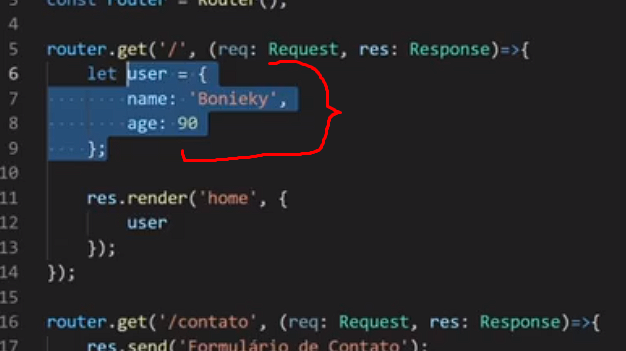 3 const router = Router();
4
5 router.get('/', (req: Request, res: Response)=>{
6 let user = {
7 name: 'Bonieky',
8 age: 90
9 };
10
11 res.render('home', {
12 user
13 });
14 });
15
16 router.get('/contato', (req: Request, res: Response)=>{
17 res.send('Formulário de Contato');